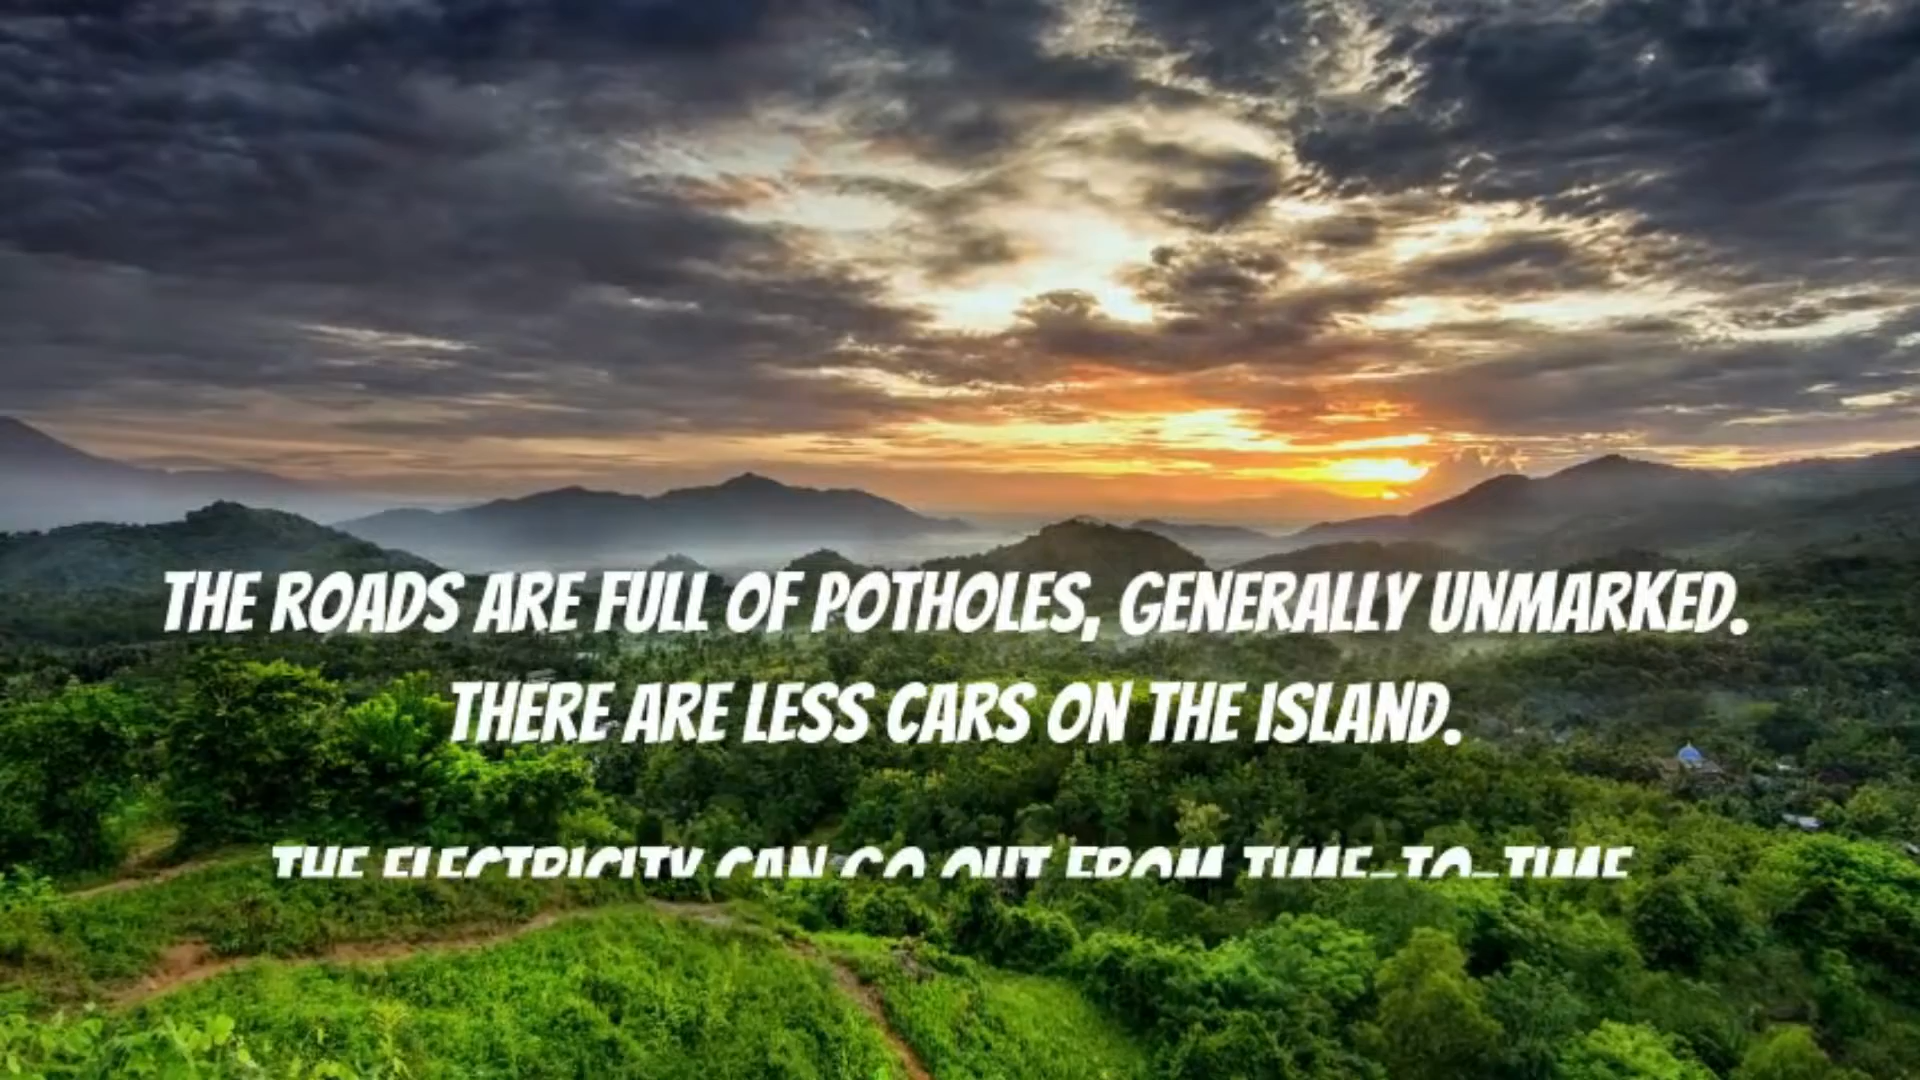 THE ROADS ARE FULL OF POTHOLES, GENERALLY UNMARKED.
THERE ARE LESS CARS ON THE ISLAND.
THE ELECTRICITY CAN GO OUT FROM TIME-TO-TIME